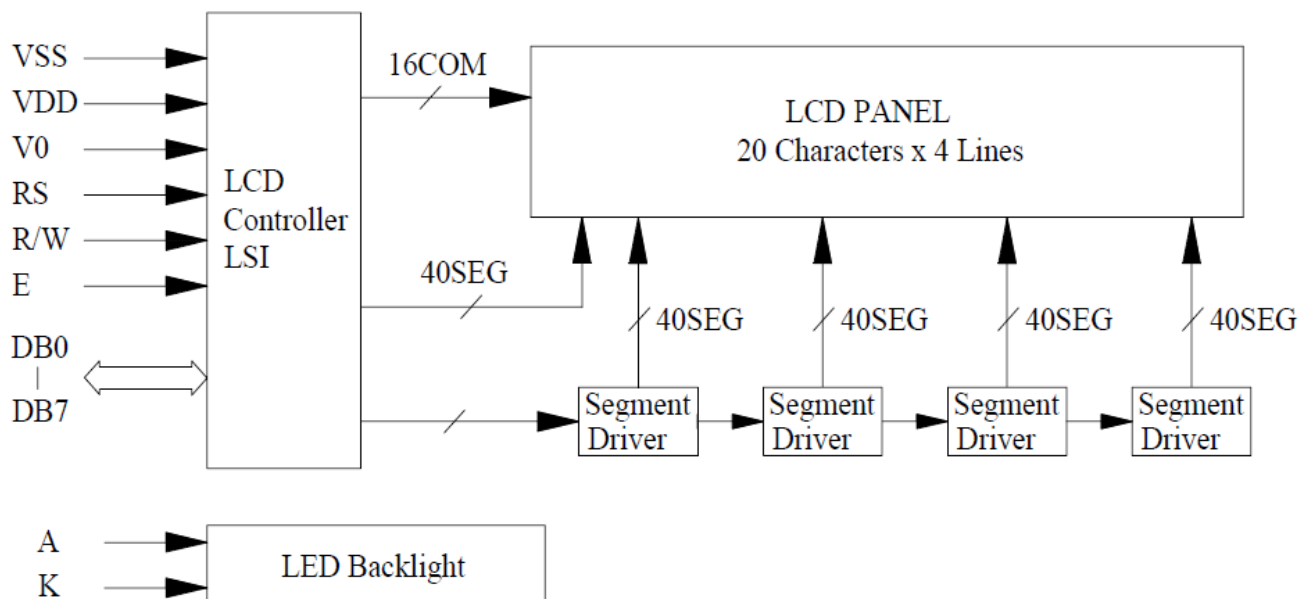 VSS
VDD
V0
RS
R/W
E
DB0
DB7
LCD
Controller
LSI
16COM
LCD PANEL
20 Characters x 4 Lines
40SEG
40SEG
40SEG
40SEG
40SEG
Segment
Driver
Segment
Driver
Segment
Driver
Segment
Driver
A
K
LED Backlight